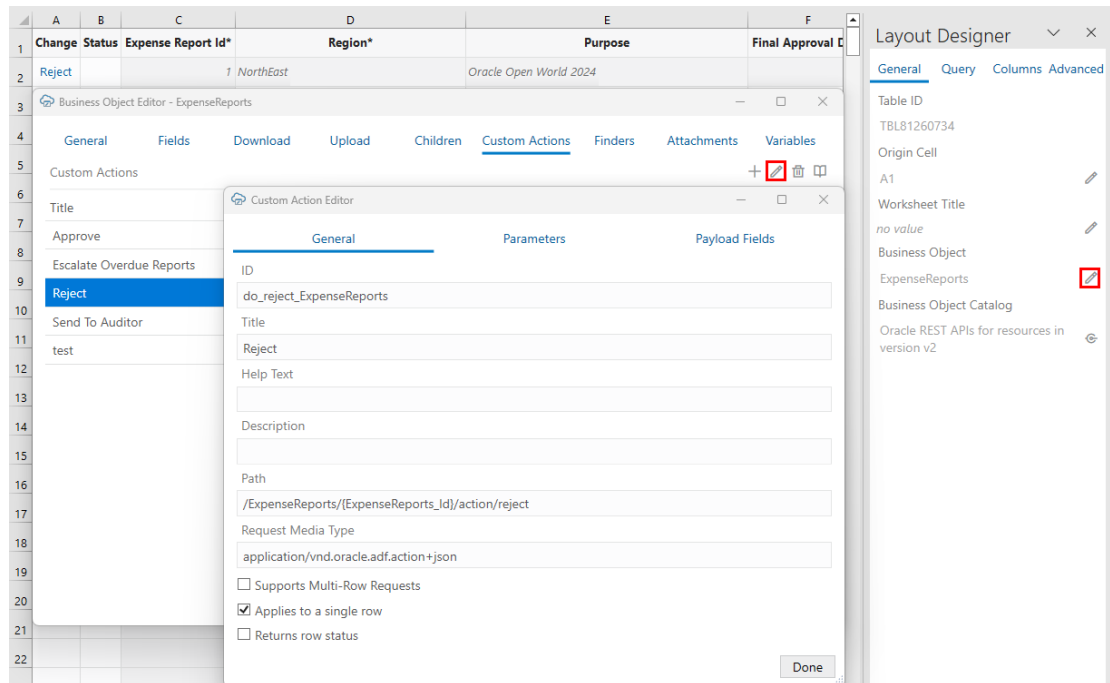 A B C D E F
1 Change Status Expense Report Id* Region* Purpose Final Approval D
2 Reject 1 NorthEast Oracle Open World 2024
3
4
5
6
7
8
9
10
11
12
13
14
15
16
17
18
19
20
21
22
Business Object Editor - ExpenseReports
General Fields Download Upload Children Custom Actions Finders Attachments Variables
Custom Actions
Title
Approve
Escalate Overdue Reports
Reject
Send To Auditor
test
Custom Action Editor
General Parameters Payload Fields
ID
do_reject_ExpenseReports
Title
Reject
Help Text
Description
Path
/ExpenseReports/{ExpenseReports_Id}/action/reject
Request Media Type
application/vnd.oracle.adf.action+json
Supports Multi-Row Requests
Applies to a single row
Returns row status
Done
Layout Designer
General Query Columns Advanced
Table ID
TBL81260734
Origin Cell
A1
Worksheet Title
no value
Business Object
ExpenseReports
Business Object Catalog
Oracle REST APIs for resources in
version v2